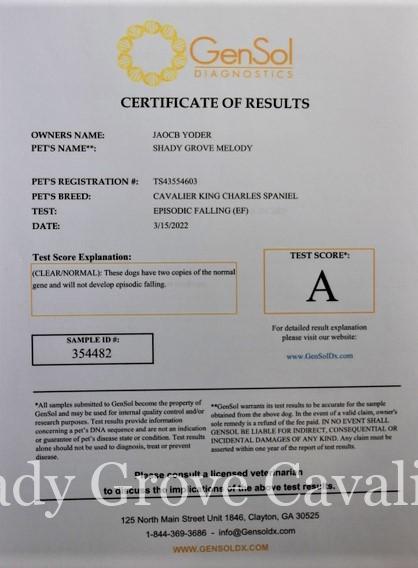 GenSol
DIAGNOSTICS
CERTIFICATE OF RESULTS
OWNERS NAME: JAOCB YODER
PET'S NAME**: SHADY GROVE MELODY
PET'S REGISTRATION #: TS43554603
PET'S BREED: CAVALIER KING CHARLES SPANIEL
TEST: EPISODIC FALLING (EF)
DATE: 3/15/2022
Test Score Explanation:
(CLEAR/NORMAL): These dogs have two copies of the normal
gene and will not develop episodic falling.
TEST SCORE*:
A
For detailed result explanation
please visit our website:
www.GenSolDx.com
SAMPLE ID #:
354482
*All samples submitted to GenSol become the property of
GenSol and may be used for internal quality control and/or
research purposes. Test results provide information
concerning a pet's DNA sequence and are not an indication
or guarantee of pet's disease state or condition. Test results
alone should not be used to diagnosis, treat or prevent
disease.
**GenSol warrants its test results to be accurate for the sample
obtained from the above dog. In the event of a valid claim, owner's
sole remedy is a refund of the fee paid. IN NO EVENT SHALL
GENSOL BE LIABLE FOR INDIRECT, CONSEQUENTIAL OR
INCIDENTAL DAMAGES OF ANY KIND. Any claim must be
asserted within one year of the report of test results.
Please consult a licensed veterinarian
to discuss the implications of the above test results.
ady Grove Cavali
125 North Main Street Unit 1846, Clayton, GA 30525
1-844-369-3686 - info@Gensoldx.com
WWW.GENSOLDX.COM